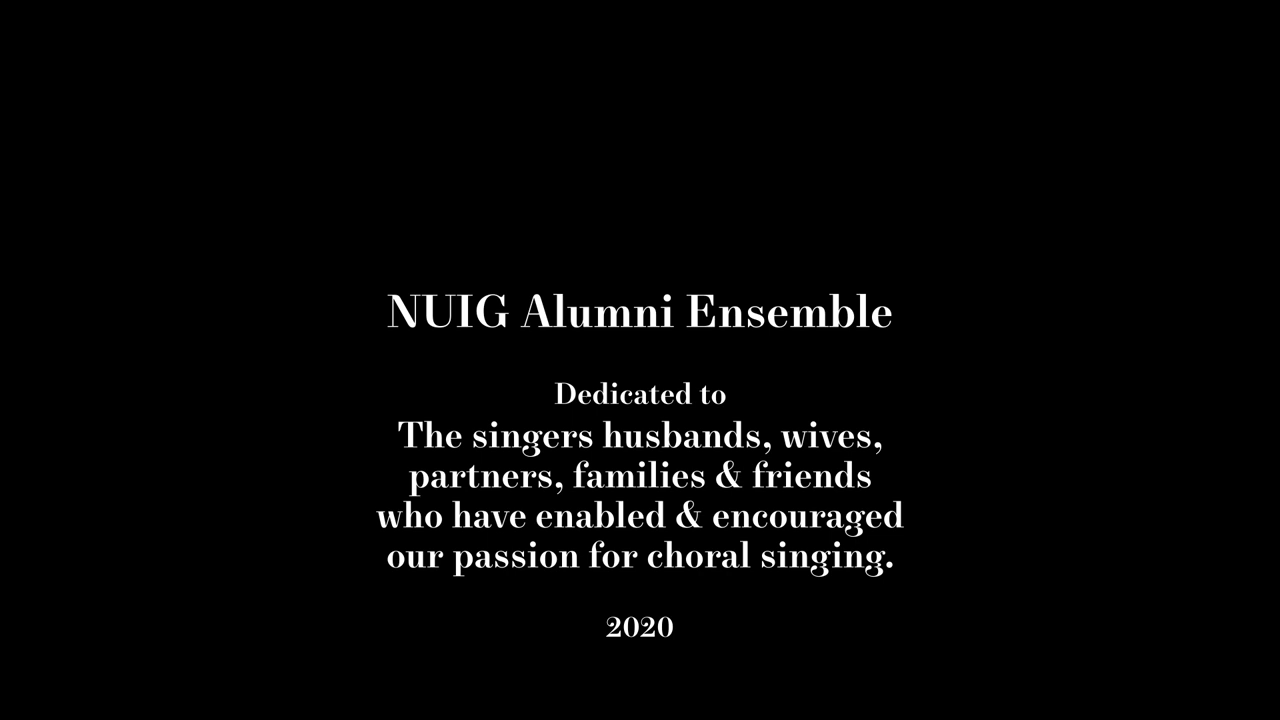 NUIG Alumni Ensemble
Dedicated to
The singers husbands, wives,
partners, families & friends
who have enabled & encouraged
our passion for choral singing.
2020